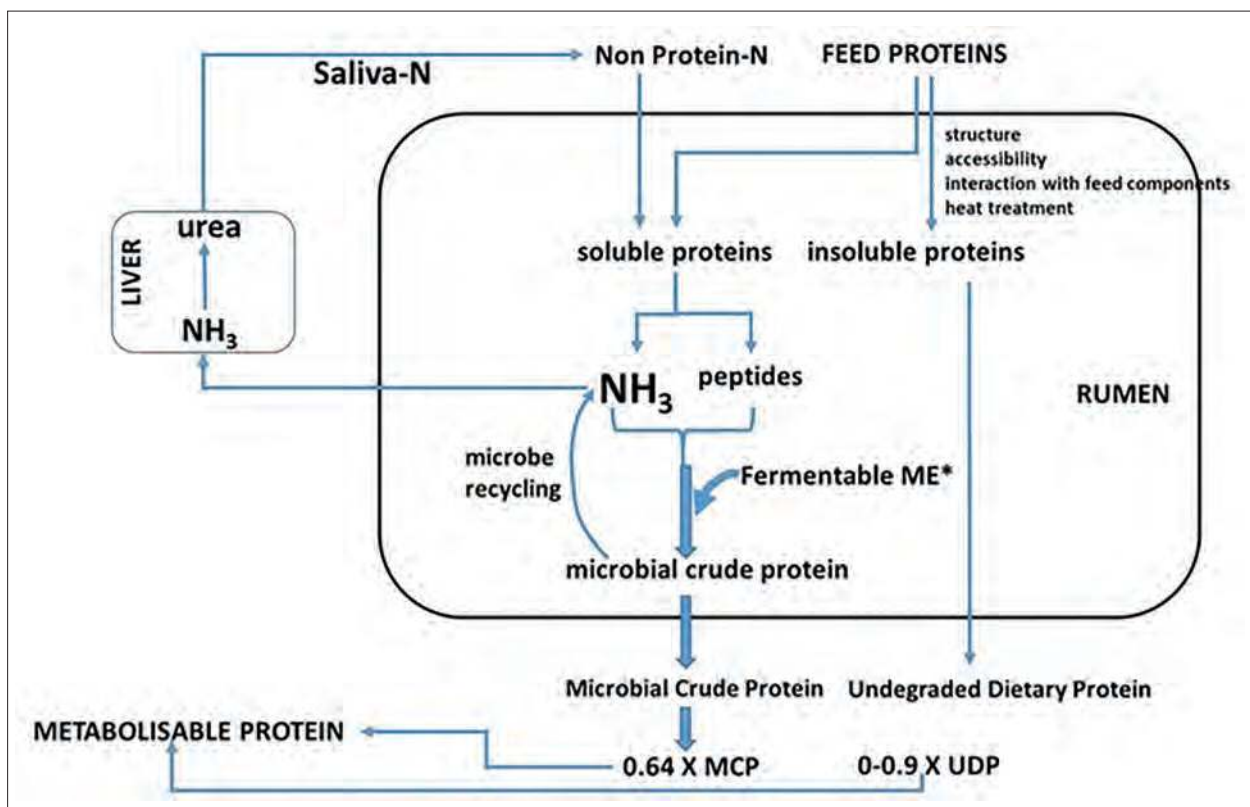 Non Protein-N
FEED PROTEINS
Saliva-N
structure
accessibility
interaction with feed components
heat treatment
LIVER
urea
NH₃
soluble proteins
insoluble proteins
NH₃
peptides
RUMEN
microbe
recycling
Fermentable ME*
microbial crude protein
Microbial Crude Protein
Undegraded Dietary Protein
METABOLISABLE PROTEIN
0.64 X MCP
0-0.9 X UDP